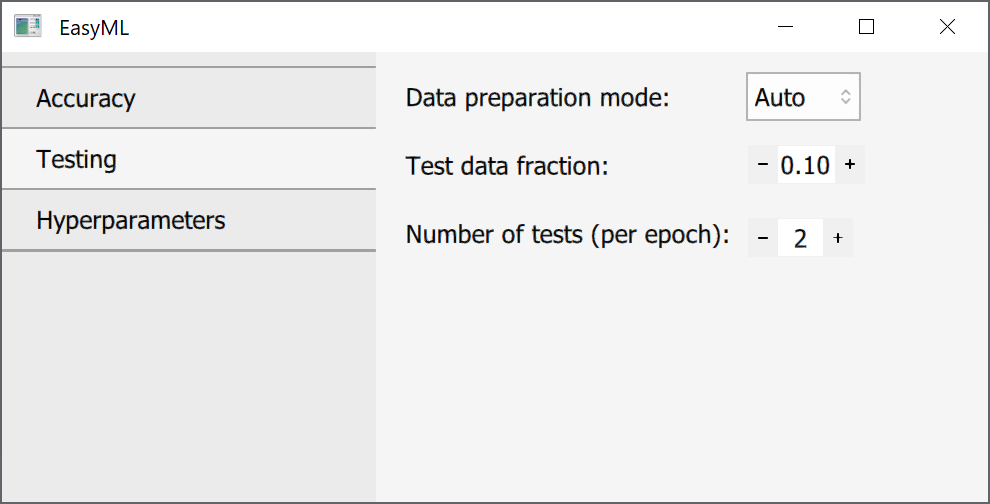 EasyML
Accuracy
Testing
Hyperparameters
Data preparation mode: Auto
Test data fraction: - 0.10 +
Number of tests (per epoch): - 2 +